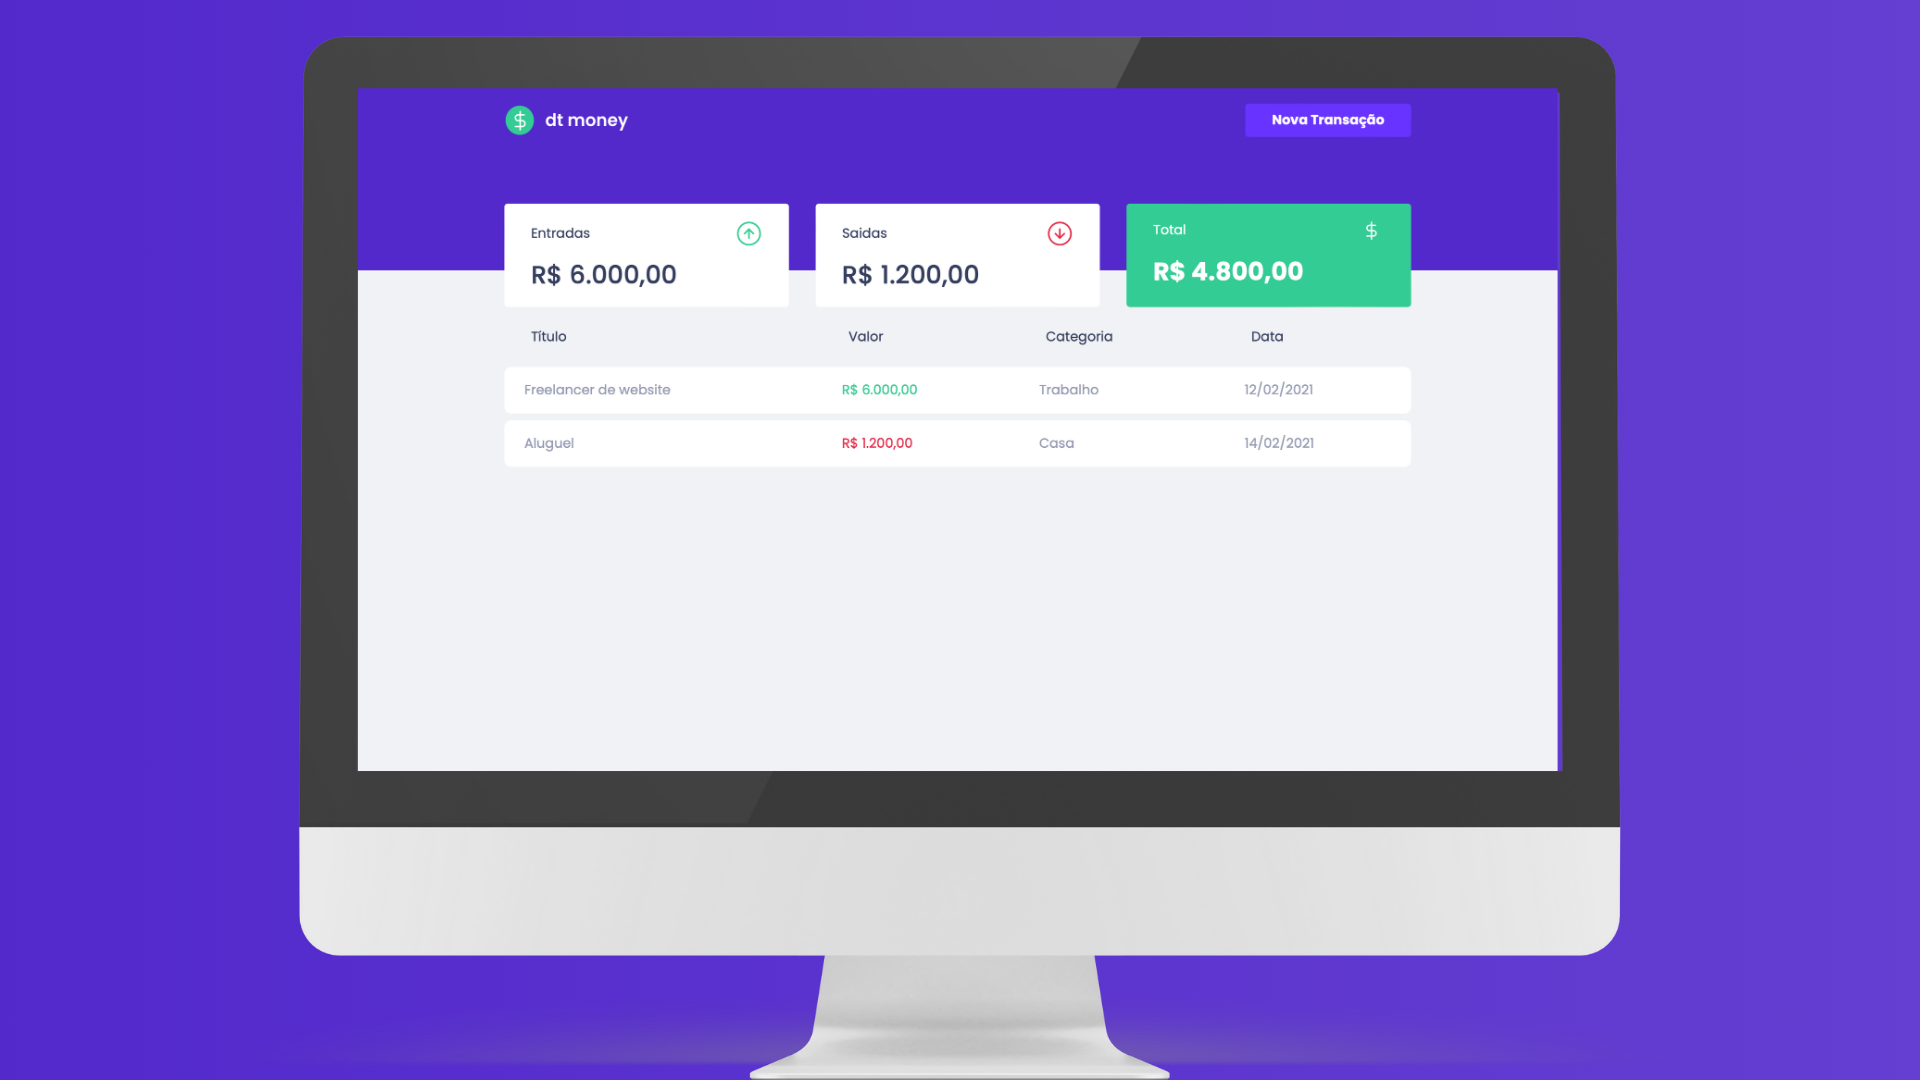 dt money
Nova Transação
Entradas
R$ 6.000,00
Saidas
R$ 1.200,00
Total
$
R$ 4.800,00
Título Valor Categoria Data
Freelancer de website R$ 6.000,00 Trabalho 12/02/2021
Aluguel R$ 1.200,00 Casa 14/02/2021